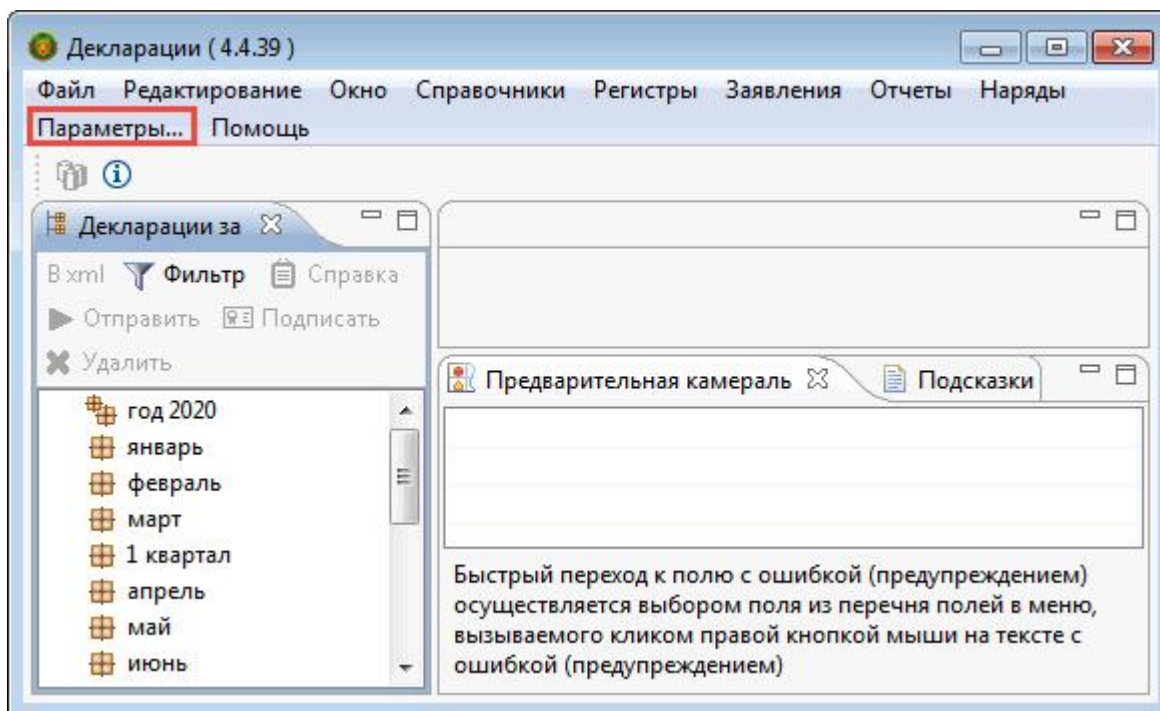 Декларации ( 4.4.39 )
Файл Редактирование Окно Справочники Регистры Заявления Отчеты Наряды
Параметры... Помощь
Декларации за
В xml Фильтр Справка
Отправить Подписать
Удалить
год 2020
январь
февраль
март
1 квартал
апрель
май
июнь
Предварительная камераль Подсказки
Быстрый переход к полю с ошибкой (предупреждением)
осуществляется выбором поля из перечня полей в меню,
вызываемого кликом правой кнопкой мыши на тексте с
ошибкой (предупреждением)